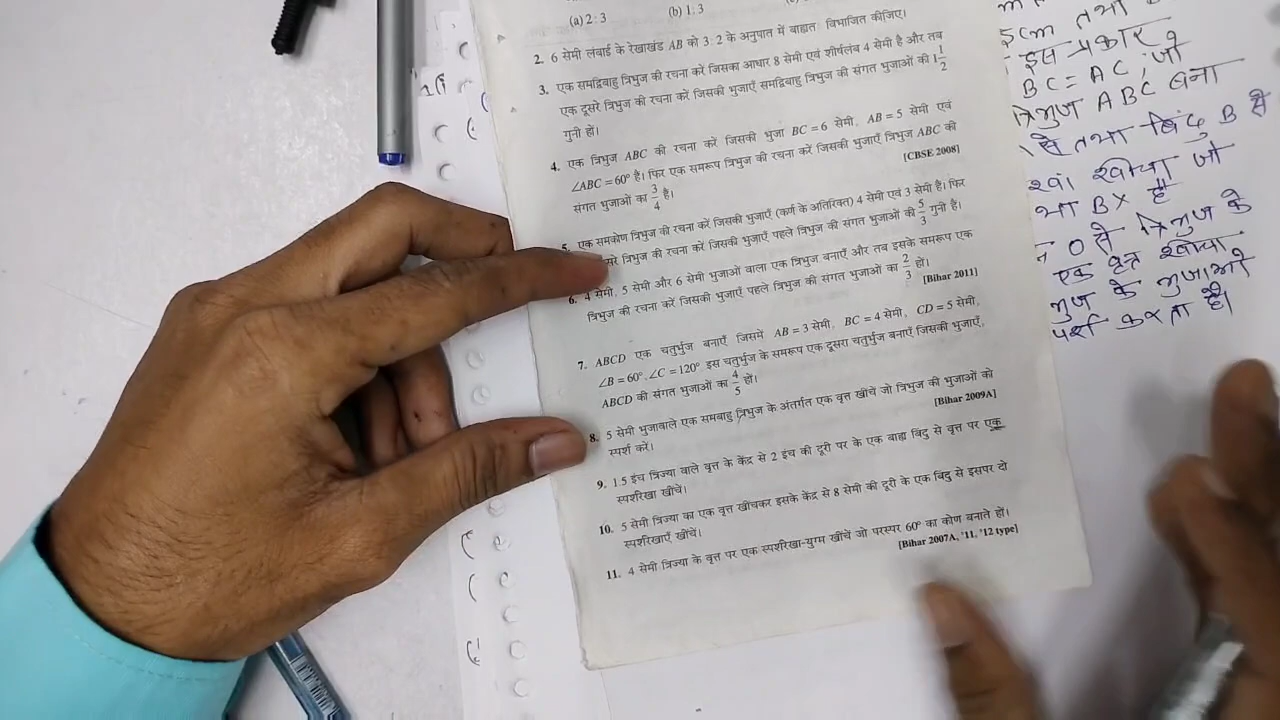 (a) 2 : 3 (b) 1 : 3
2. 6 सेमी लंबाई के रेखाखंड AB को 3 : 2 के अनुपात में बाह्यतः विभाजित कीजिए।
3. एक समद्विबाहु त्रिभुज की रचना करें जिसका आधार 8 सेमी एवं शीर्षलंब 4 सेमी है और तब
एक दूसरे त्रिभुज की रचना करें जिसकी भुजाएँ समद्विबाहु त्रिभुज की संगत भुजाओं की 1 1/2
गुनी हों।
4. एक त्रिभुज ABC की रचना करें जिसकी भुजा BC = 6 सेमी, AB = 5 सेमी एवं
∠ABC = 60° है। फिर एक समरूप त्रिभुज की रचना करें जिसकी भुजाएँ त्रिभुज ABC की
संगत भुजाओं का 3/4 है। [CBSE 2008]
5. एक समकोण त्रिभुज की रचना करें जिसकी भुजाएँ (कर्ण के अतिरिक्त) 4 सेमी एवं 3 सेमी है। फिर
सरे त्रिभुज की रचना करें जिसकी भुजाएँ पहले त्रिभुज की संगत भुजाओं की 5/3 गुनी है।
6. 4 सेमी, 5 सेमी और 6 सेमी भुजाओं वाला एक त्रिभुज बनाएँ और तब इसके समरूप एक
त्रिभुज की रचना करें जिसकी भुजाएँ पहले त्रिभुज की संगत भुजाओं का 2/3 हो।
[Bihar 2011]
7. ABCD एक चतुर्भुज बनाएँ जिसमें AB = 3 सेमी, BC = 4 सेमी, CD = 5 सेमी,
∠B = 60°, ∠C = 120° इस चतुर्भुज के समरूप एक दूसरा चतुर्भुज बनाएँ जिसकी भुजाएँ,
ABCD की संगत भुजाओं का 4/5 हों।
8. 5 सेमी भुजावाले एक समबाहु त्रिभुज के अंतर्गत एक वृत्त खींचें जो त्रिभुज की भुजाओं को
स्पर्श करें। [Bihar 2009A]
9. 1.5 इंच त्रिज्या वाले वृत्त के केंद्र से 2 इंच की दूरी पर के एक बाह्य बिंदु से वृत्त पर एक
स्पर्शरेखा खींचें।
10. 5 सेमी त्रिज्या का एक वृत्त खींचकर इसके केंद्र से 8 सेमी की दूरी के एक बिंदु से इसपर दो
स्पर्शरेखाएँ खींचें।
11. 4 सेमी त्रिज्या के वृत्त पर एक स्पर्शरेखा-युग्म खींचें जो परस्पर 60° का कोण बनाते हों।
[Bihar 2007A, '11, '12 type]
5cm तथा
इस प्रकार
BC = AC, जो
त्रिभुज ABC बना
से तथा बिंदु B से
खींचा जो
BX है
O से त्रिभुज के
एक वृत्त खींचा
भुज के भुजाओं
करता है।